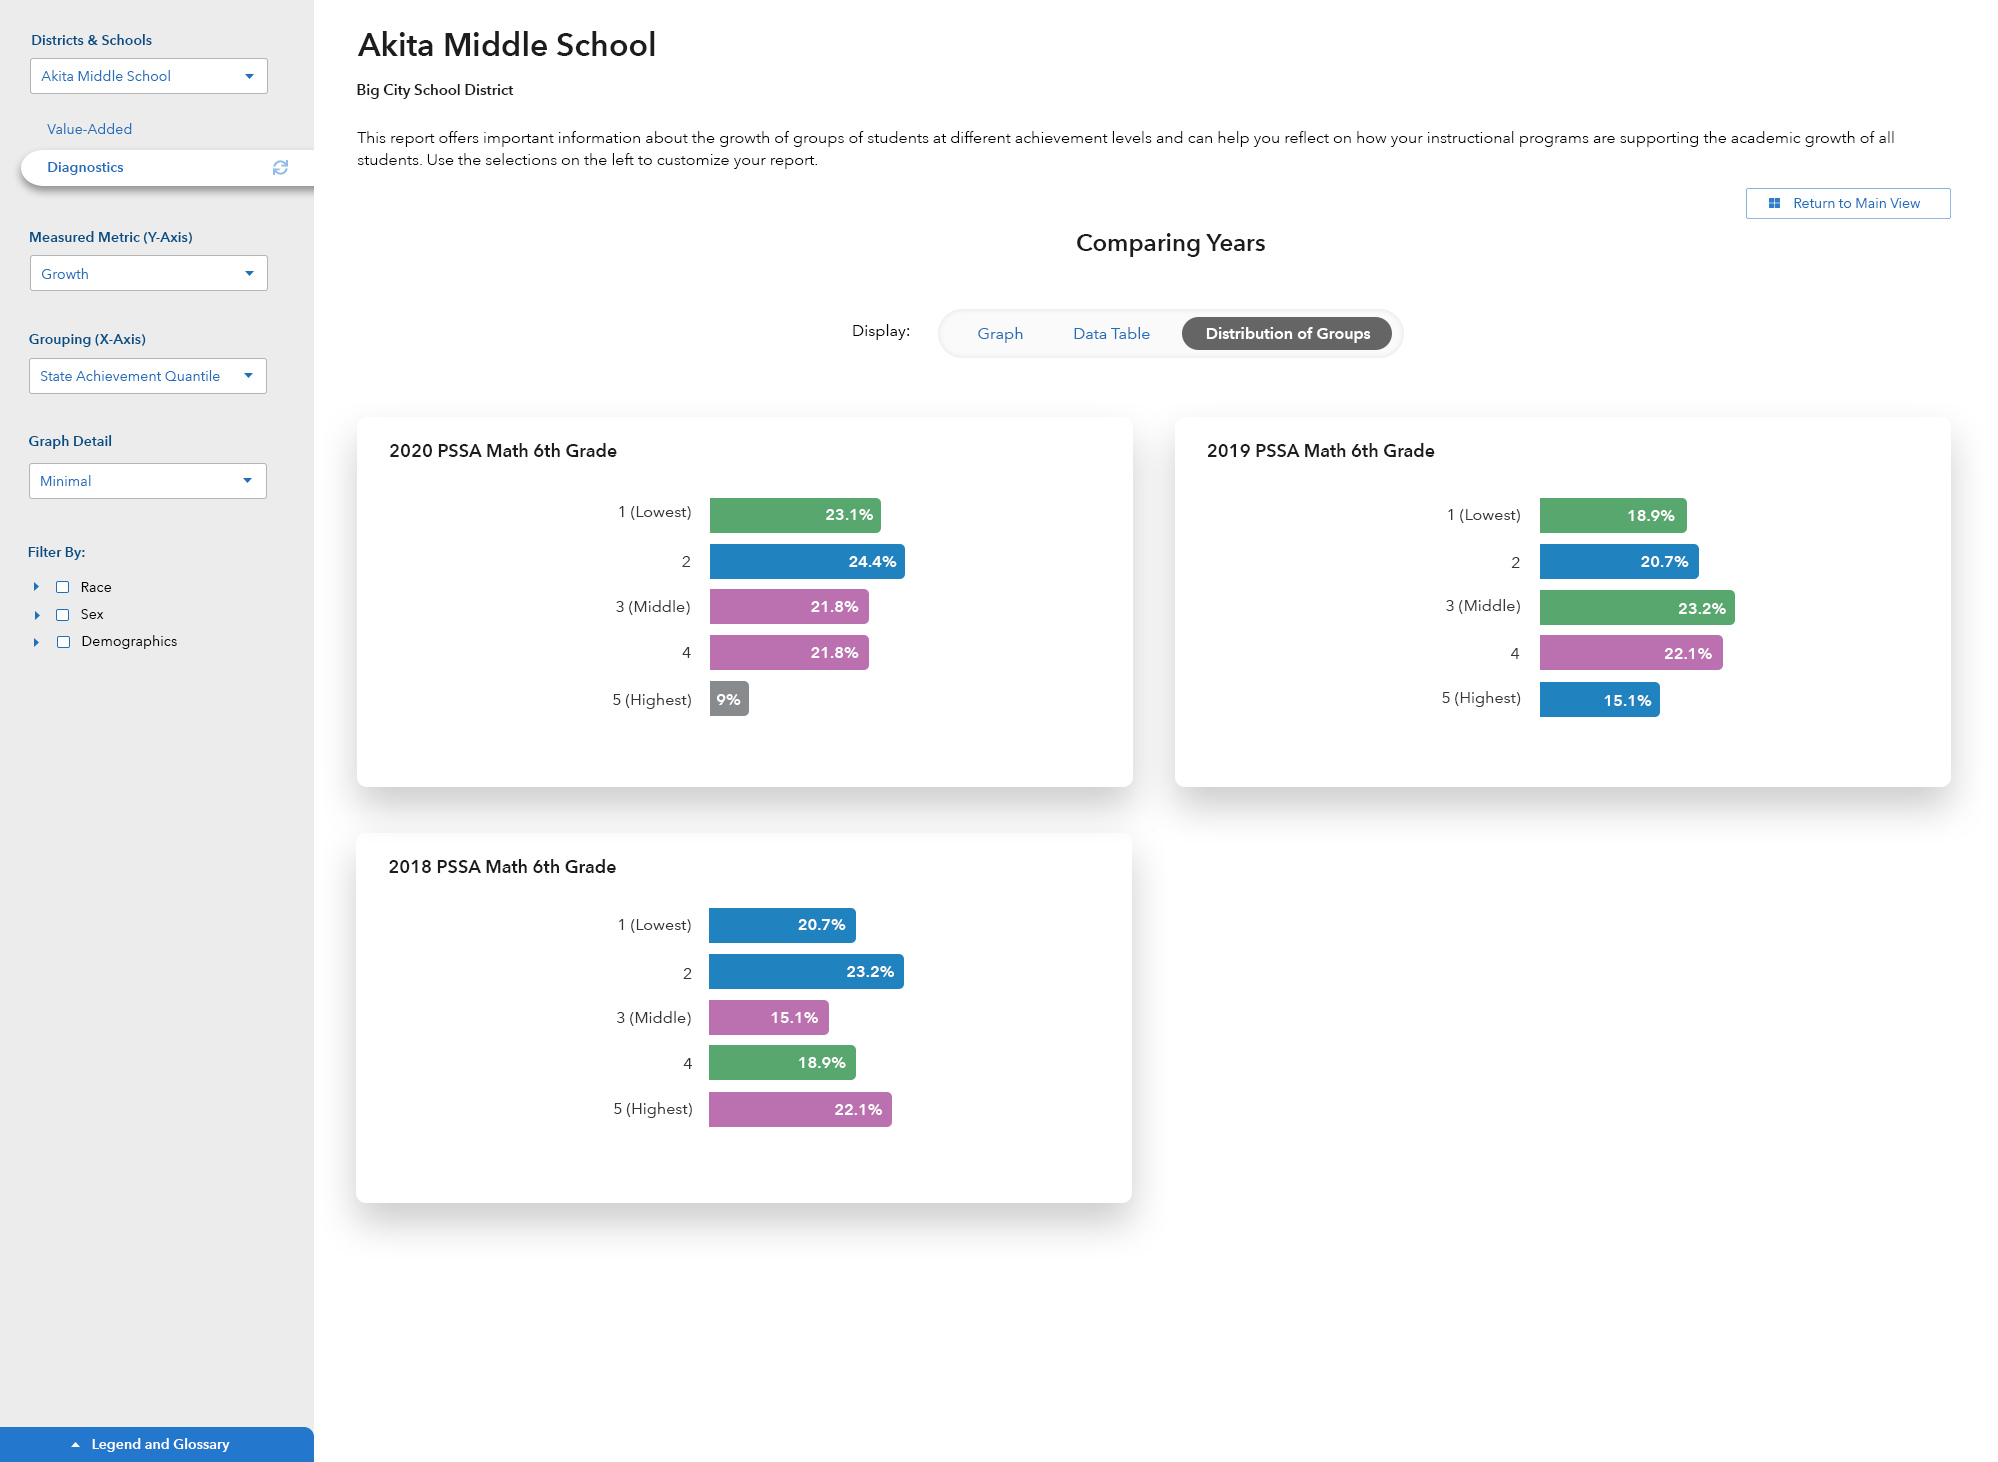 Districts & Schools
Akita Middle School
Value-Added
Diagnostics
Measured Metric (Y-Axis)
Growth
Grouping (X-Axis)
State Achievement Quantile
Graph Detail
Minimal
Filter By:
Race
Sex
Demographics
Legend and Glossary
Akita Middle School
Big City School District
This report offers important information about the growth of groups of students at different achievement levels and can help you reflect on how your instructional programs are supporting the academic growth of all
students. Use the selections on the left to customize your report.
Return to Main View
Comparing Years
Display: Graph Data Table Distribution of Groups
2020 PSSA Math 6th Grade
1 (Lowest) 23.1%
2 24.4%
3 (Middle) 21.8%
4 21.8%
5 (Highest) 9%
2019 PSSA Math 6th Grade
1 (Lowest) 18.9%
2 20.7%
3 (Middle) 23.2%
4 22.1%
5 (Highest) 15.1%
2018 PSSA Math 6th Grade
1 (Lowest) 20.7%
2 23.2%
3 (Middle) 15.1%
4 18.9%
5 (Highest) 22.1%